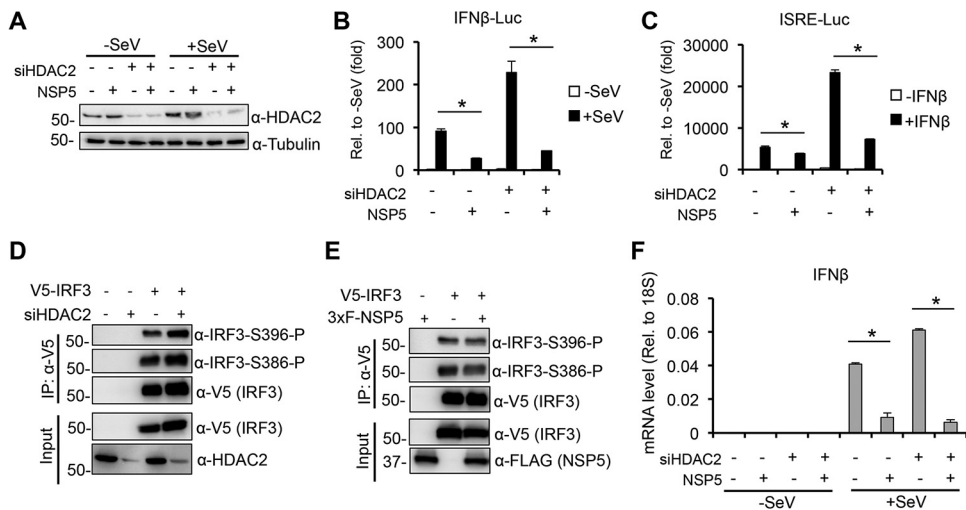 A
-SeV +SeV
siHDAC2 - - + + - - + +
NSP5 - + - + - + - +
50- α-HDAC2
50- α-Tubulin
B
IFNβ-Luc
Rel. to -SeV (fold)
300
200
100
0
* *
-SeV
+SeV
siHDAC2 - - + +
NSP5 - + - +
C
ISRE-Luc
Rel. to -SeV (fold)
30000
20000
10000
0
* *
-IFNβ
+IFNβ
siHDAC2 - - + +
NSP5 - + - +
D
V5-IRF3 - - + +
siHDAC2 - + - +
IP: α-V5
50- α-IRF3-S396-P
50- α-IRF3-S386-P
50- α-V5 (IRF3)
Input
50- α-V5 (IRF3)
50- α-HDAC2
E
V5-IRF3 - + +
3xF-NSP5 + - +
IP: α-V5
50- α-IRF3-S396-P
50- α-IRF3-S386-P
50- α-V5 (IRF3)
Input
50- α-V5 (IRF3)
37- α-FLAG (NSP5)
F
IFNβ
mRNA level (Rel. to 18S)
0.08
0.06
0.04
0.02
0
* *
siHDAC2 - - + + - - + +
NSP5 - + - + - + - +
-SeV +SeV